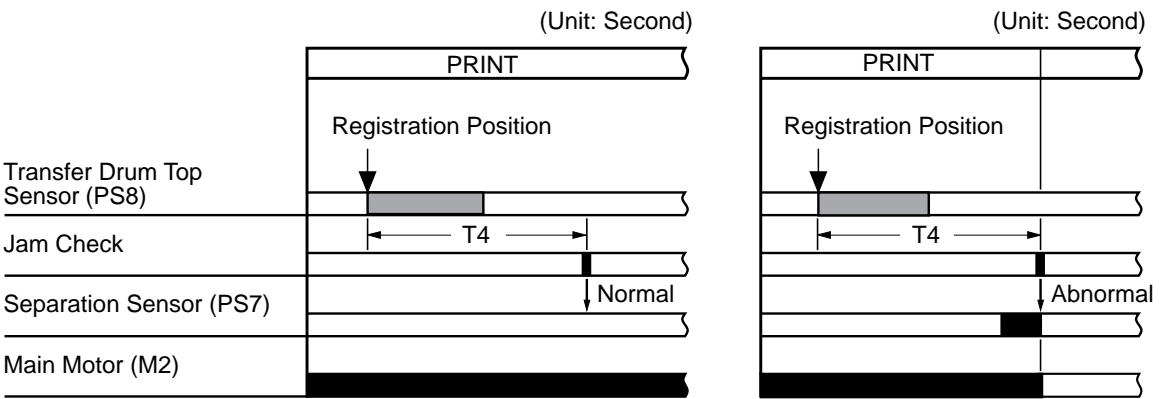 (Unit: Second)
(Unit: Second)
PRINT
PRINT
Registration Position
Registration Position
Transfer Drum Top
Sensor (PS8)
T4
T4
Jam Check
Normal
Abnormal
Separation Sensor (PS7)
Main Motor (M2)